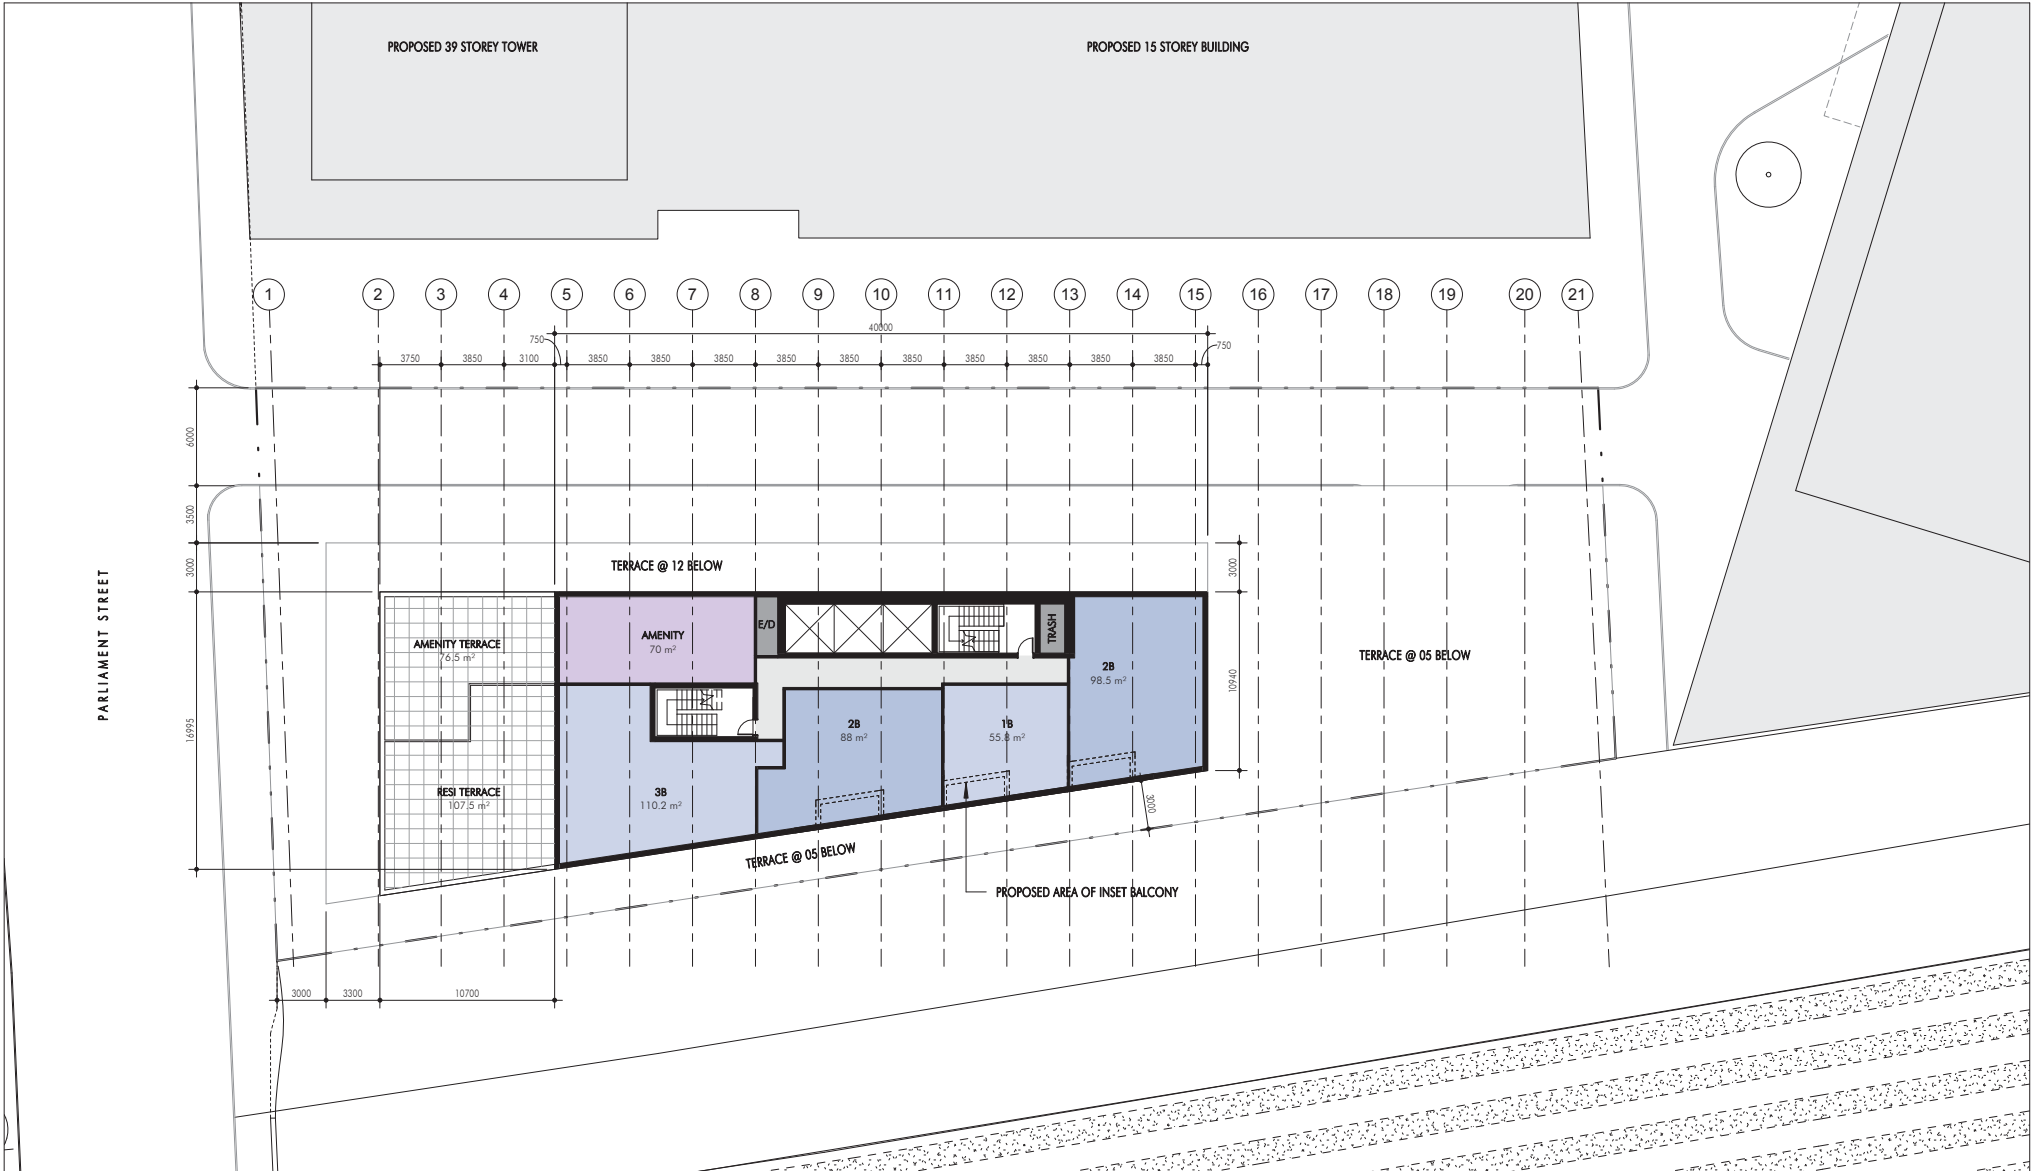 PROPOSED 39 STOREY TOWER
PROPOSED 15 STOREY BUILDING
1 2 3 4 5 6 7 8 9 10 11 12 13 14 15 16 17 18 19 20 21
40000
750
750
3750 3850 3100 3850 3850 3850 3850 3850 3850 3850 3850 3850 3850
6000
3500
3000
16995
PARLIAMENT STREET
TERRACE @ 12 BELOW
3000
10940
AMENITY TERRACE
76.5 m²
AMENITY
70 m²
E/D
TRASH
2B
98.5 m²
TERRACE @ 05 BELOW
2B
88 m²
1B
55.8 m²
RESI TERRACE
107.5 m²
3B
110.2 m²
3000
TERRACE @ 05 BELOW
PROPOSED AREA OF INSET BALCONY
3000 3300 10700